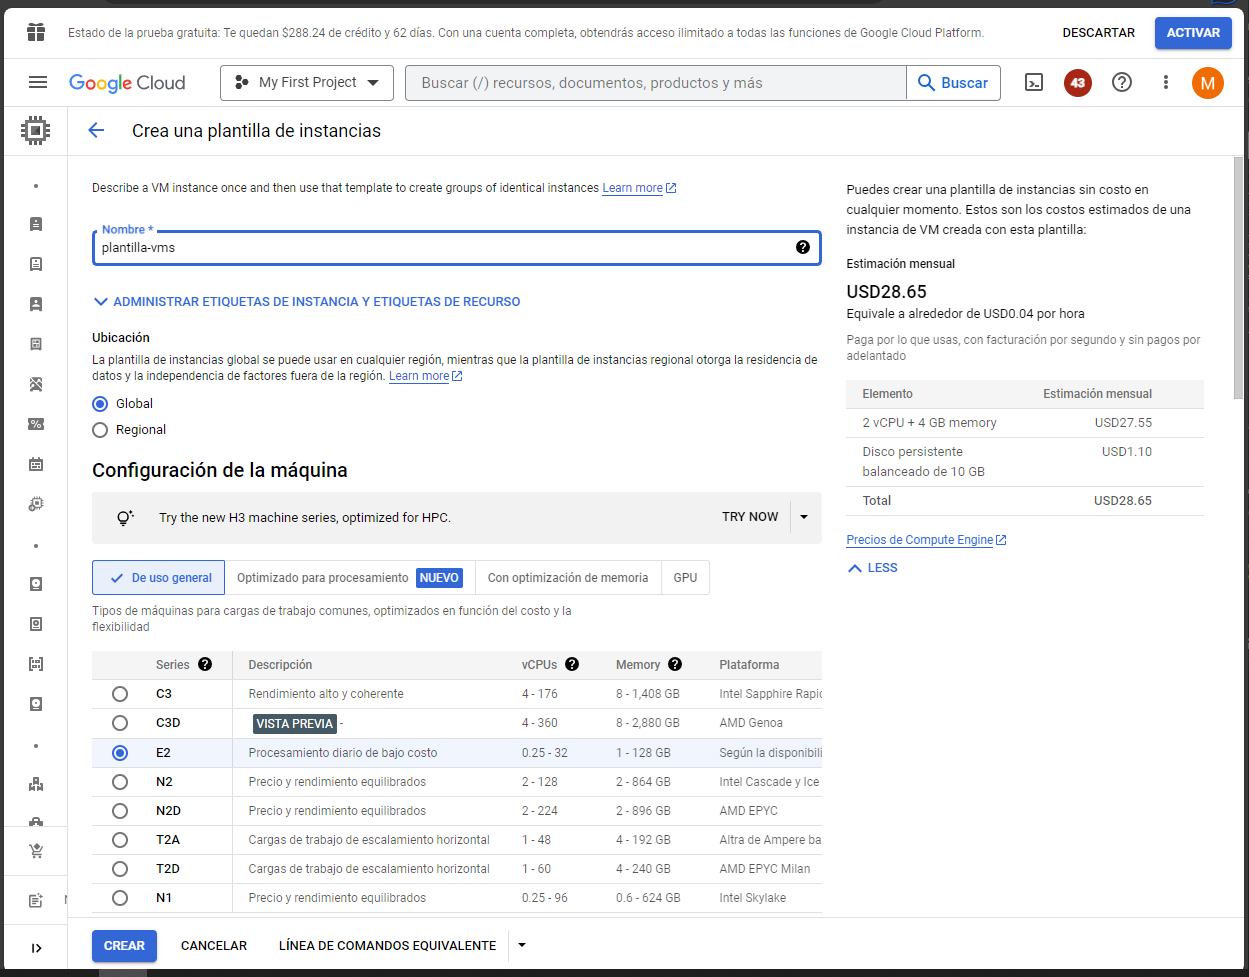 Estado de la prueba gratuita: Te quedan $288.24 de crédito y 62 días. Con una cuenta completa, obtendrás acceso ilimitado a todas las funciones de Google Cloud Platform.
DESCARTAR
ACTIVAR
Google Cloud
My First Project
Buscar (/) recursos, documentos, productos y más
Buscar
43
M
Crea una plantilla de instancias
Describe a VM instance once and then use that template to create groups of identical instances Learn more
Nombre *
plantilla-vms
ADMINISTRAR ETIQUETAS DE INSTANCIA Y ETIQUETAS DE RECURSO
Ubicación
La plantilla de instancias global se puede usar en cualquier región, mientras que la plantilla de instancias regional otorga la residencia de
datos y la independencia de factores fuera de la región. Learn more
Global
Regional
Configuración de la máquina
Try the new H3 machine series, optimized for HPC.
TRY NOW
De uso general
Optimizado para procesamiento NUEVO
Con optimización de memoria
GPU
Tipos de máquinas para cargas de trabajo comunes, optimizados en función del costo y la
flexibilidad
Series Descripción vCPUs Memory Plataforma
C3 Rendimiento alto y coherente 4 - 176 8 - 1,408 GB Intel Sapphire Rapid
C3D VISTA PREVIA - 4 - 360 8 - 2,880 GB AMD Genoa
E2 Procesamiento diario de bajo costo 0.25 - 32 1 - 128 GB Según la disponibili
N2 Precio y rendimiento equilibrados 2 - 128 2 - 864 GB Intel Cascade y Ice
N2D Precio y rendimiento equilibrados 2 - 224 2 - 896 GB AMD EPYC
T2A Cargas de trabajo de escalamiento horizontal 1 - 48 4 - 192 GB Altra de Ampere ba
T2D Cargas de trabajo de escalamiento horizontal 1 - 60 4 - 240 GB AMD EPYC Milan
N1 Precio y rendimiento equilibrados 0.25 - 96 0.6 - 624 GB Intel Skylake
Puedes crear una plantilla de instancias sin costo en
cualquier momento. Estos son los costos estimados de una
instancia de VM creada con esta plantilla:
Estimación mensual
USD28.65
Equivale a alrededor de USD0.04 por hora
Paga por lo que usas, con facturación por segundo y sin pagos por
adelantado
Elemento Estimación mensual
2 vCPU + 4 GB memory USD27.55
Disco persistente USD1.10
balanceado de 10 GB
Total USD28.65
Precios de Compute Engine
LESS
CREAR
CANCELAR
LÍNEA DE COMANDOS EQUIVALENTE